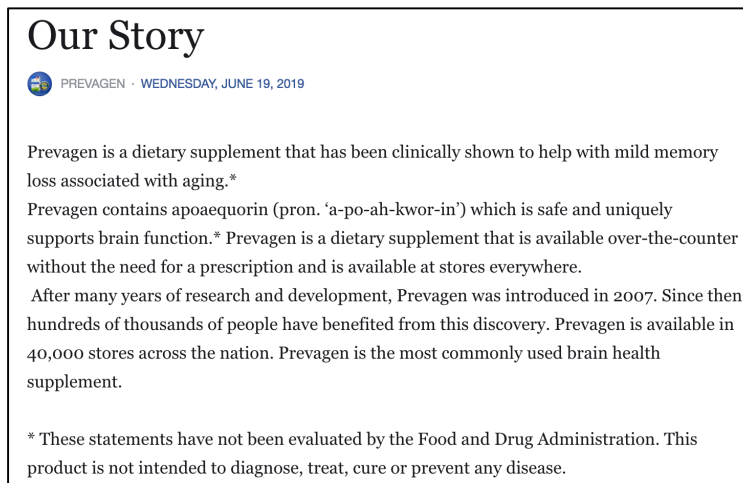 Our Story
PREVAGEN · WEDNESDAY, JUNE 19, 2019
Prevagen is a dietary supplement that has been clinically shown to help with mild memory
loss associated with aging.*
Prevagen contains apoaequorin (pron. ‘a-po-ah-kwor-in’) which is safe and uniquely
supports brain function.* Prevagen is a dietary supplement that is available over-the-counter
without the need for a prescription and is available at stores everywhere.
After many years of research and development, Prevagen was introduced in 2007. Since then
hundreds of thousands of people have benefited from this discovery. Prevagen is available in
40,000 stores across the nation. Prevagen is the most commonly used brain health
supplement.
* These statements have not been evaluated by the Food and Drug Administration. This
product is not intended to diagnose, treat, cure or prevent any disease.